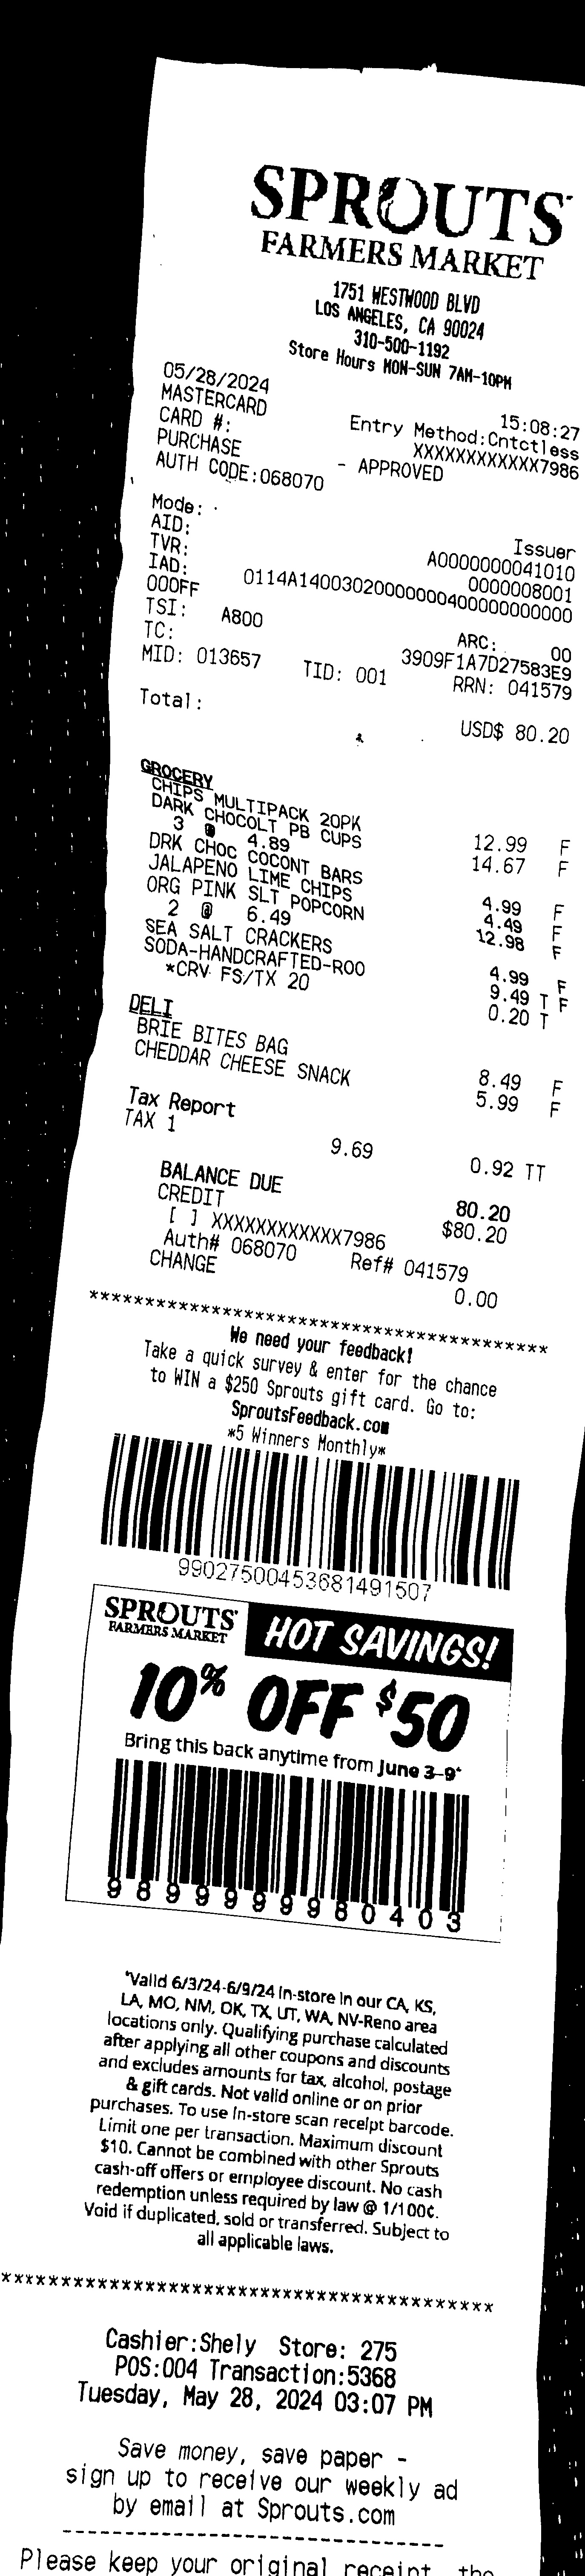 SPROUTS
FARMERS MARKET
1751 WESTWOOD BLVD
LOS ANGELES, CA 90024
310-500-1192
Store Hours MON-SUN 7AM-10PM
05/28/2024 15:08:27
MASTERCARD Entry Method:Cntctless
CARD #: XXXXXXXXXXXX7986
PURCHASE - APPROVED
AUTH CODE:068070
Mode: Issuer
AID: A0000000041010
TVR: 0000008001
IAD: 0114A14003020000000400000000000
000FF
TSI: A800 ARC: 00
TC: 3909F1A7D27583E9
MID: 013657 TID: 001 RRN: 041579
Total: USD$ 80.20
GROCERY
CHIPS MULTIPACK 20PK 12.99 F
DARK CHOCOLT PB CUPS 14.67 F
3 @ 4.89
DRK CHOC COCONT BARS 4.99 F
JALAPENO LIME CHIPS 4.49 F
ORG PINK SLT POPCORN 12.98 F
2 @ 6.49
SEA SALT CRACKERS 4.99 F
SODA-HANDCRAFTED-ROO 9.49 T F
*CRV FS/TX 20 0.20 T
DELI
BRIE BITES BAG 8.49 F
CHEDDAR CHEESE SNACK 5.99 F
Tax Report
TAX 1 9.69 0.92 TT
BALANCE DUE 80.20
CREDIT $80.20
[ ] XXXXXXXXXXXX7986
Auth# 068070 Ref# 041579
CHANGE 0.00
******************************************
We need your feedback!
Take a quick survey & enter for the chance
to WIN a $250 Sprouts gift card. Go to:
SproutsFeedback.com
*5 Winners Monthly*
99027500453681491507
SPROUTS
FARMERS MARKET
HOT SAVINGS!
10% OFF $50
Bring this back anytime from June 3-9*
989999980403
*Valid 6/3/24-6/9/24 in-store in our CA, KS,
LA, MO, NM, OK, TX, UT, WA, NV-Reno area
locations only. Qualifying purchase calculated
after applying all other coupons and discounts
and excludes amounts for tax, alcohol, postage
& gift cards. Not valid online or on prior
purchases. To use in-store scan receipt barcode.
Limit one per transaction. Maximum discount
$10. Cannot be combined with other Sprouts
cash-off offers or employee discount. No cash
redemption unless required by law @ 1/100¢.
Void if duplicated, sold or transferred. Subject to
all applicable laws.
******************************************
Cashier:Shely Store: 275
POS:004 Transaction:5368
Tuesday, May 28, 2024 03:07 PM
Save money, save paper -
sign up to receive our weekly ad
by email at Sprouts.com
------------------------------
Please keep your original receipt, the